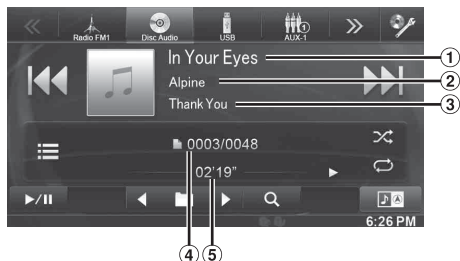 Radio FM1 Disc Audio USB AUX-1
In Your Eyes 1
Alpine 2
Thank You 3
0003/0048
02'19"
6:26 PM
4 5